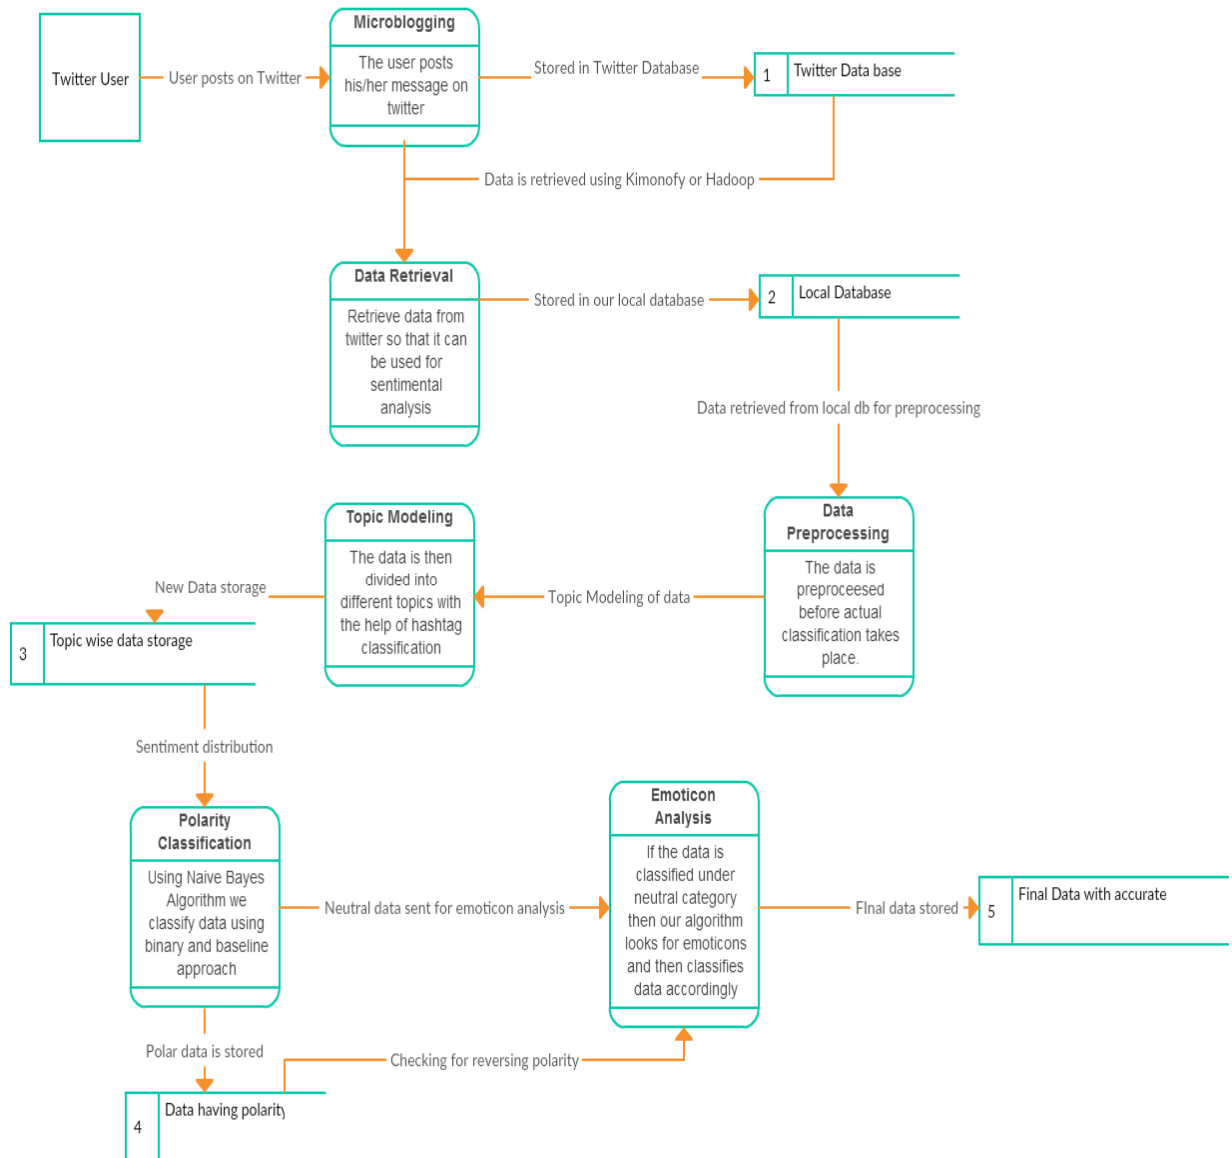 Microblogging
Twitter User
User posts on Twitter
The user posts
his/her message on
twitter
Stored in Twitter Database
1
Twitter Data base
Data is retrieved using Kimonofy or Hadoop
Data Retrieval
Retrieve data from
twitter so that it can
be used for
sentimental
analysis
Stored in our local database
2
Local Database
Data retrieved from local db for preprocessing
Data
Preprocessing
The data is
preproceesed
before actual
classification takes
place.
Topic Modeling of data
Topic Modeling
The data is then
divided into
different topics with
the help of hashtag
classification
New Data storage
3
Topic wise data storage
Sentiment distribution
Polarity
Classification
Using Naive Bayes
Algorithm we
classify data using
binary and baseline
approach
Neutral data sent for emoticon analysis
Emoticon
Analysis
If the data is
classified under
neutral category
then our algorithm
looks for emoticons
and then classifies
data accordingly
FInal data stored
5
Final Data with accurate
Polar data is stored
Checking for reversing polarity
4
Data having polarity